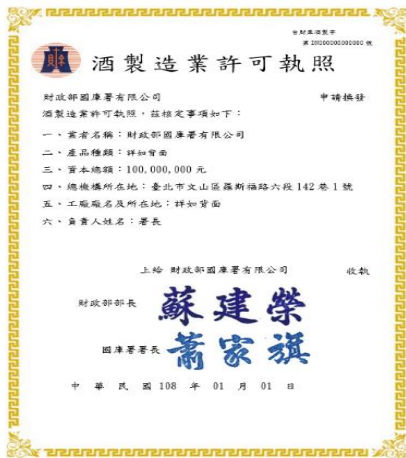 台財庫酒製字
酒製造業許可執照
財政部國庫署有限公司 申請換發
酒製造業許可執照,茲核定事項如下:
一、業者名稱:財政部國庫署有限公司
二、產品種類:詳如背面
三、資本總額:100,000,000 元
四、總機構所在地:臺北市文山區羅斯福路六段 142 巷 1 號
五、工廠廠名及所在地:詳如背面
六、負責人姓名:署長
上給 財政部國庫署有限公司 收執
財政部部長 蘇建榮
國庫署署長 蕭家旗
中 華 民 國 108 年 01 月 01 日